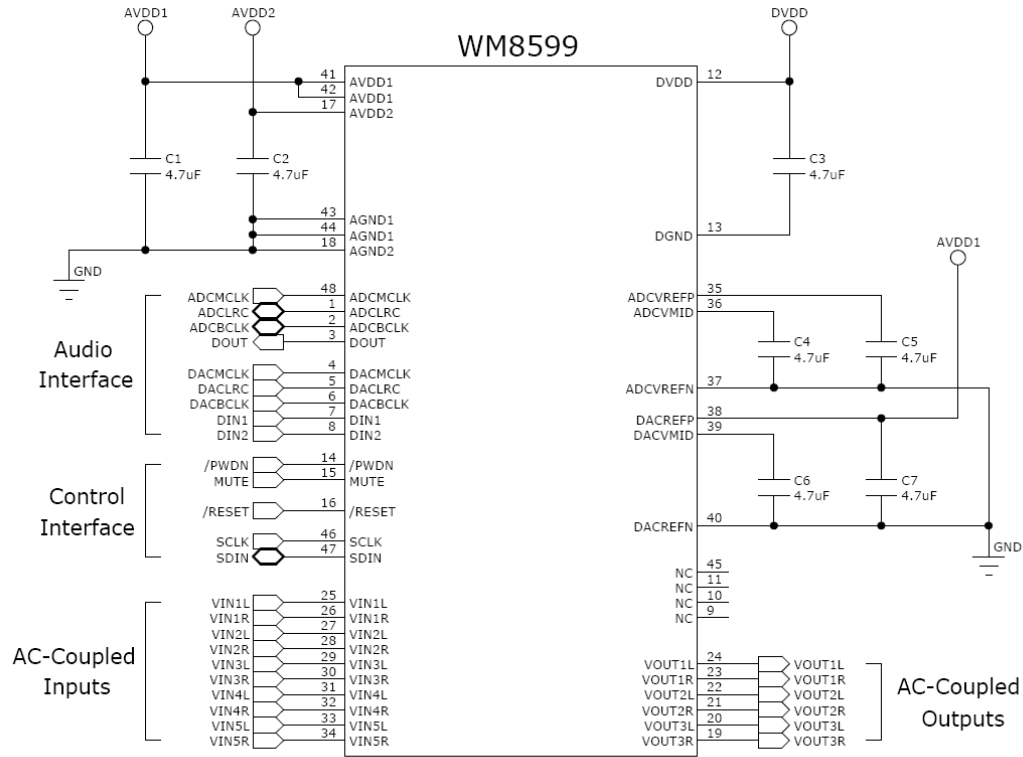 AVDD1
AVDD2
DVDD
WM8599
41 AVDD1
42 AVDD1
17 AVDD2
C1
4.7uF
C2
4.7uF
43 AGND1
44 AGND1
18 AGND2
GND
12 DVDD
C3
4.7uF
13 DGND
AVDD1
ADCMCLK 48 ADCMCLK
ADCLRC 1 ADCLRC
ADCBCLK 2 ADCBCLK
DOUT 3 DOUT
Audio
Interface
DACMCLK 4 DACMCLK
DACLRC 5 DACLRC
DACBCLK 6 DACBCLK
DIN1 7 DIN1
DIN2 8 DIN2
Control
Interface
/PWDN 14 /PWDN
MUTE 15 MUTE
/RESET 16 /RESET
SCLK 46 SCLK
SDIN 47 SDIN
AC-Coupled
Inputs
VIN1L 25 VIN1L
VIN1R 26 VIN1R
VIN2L 27 VIN2L
VIN2R 28 VIN2R
VIN3L 29 VIN3L
VIN3R 30 VIN3R
VIN4L 31 VIN4L
VIN4R 32 VIN4R
VIN5L 33 VIN5L
VIN5R 34 VIN5R
ADCVREFP 35
ADCVMID 36
C4
4.7uF
C5
4.7uF
ADCVREFN 37
DACREFP 38
DACVMID 39
C6
4.7uF
C7
4.7uF
DACREFN 40
GND
NC 45
NC 11
NC 10
NC 9
VOUT1L 24 VOUT1L
VOUT1R 23 VOUT1R
VOUT2L 22 VOUT2L
VOUT2R 21 VOUT2R
VOUT3L 20 VOUT3L
VOUT3R 19 VOUT3R
AC-Coupled
Outputs